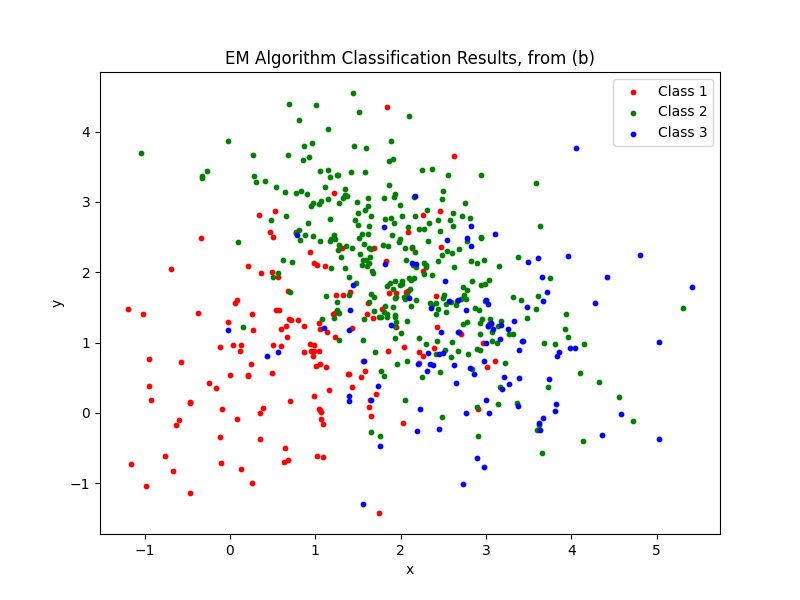 EM Algorithm Classification Results, from (b)
Class 1
Class 2
Class 3
y
4
3
2
1
0
−1
−1 0 1 2 3 4 5
x